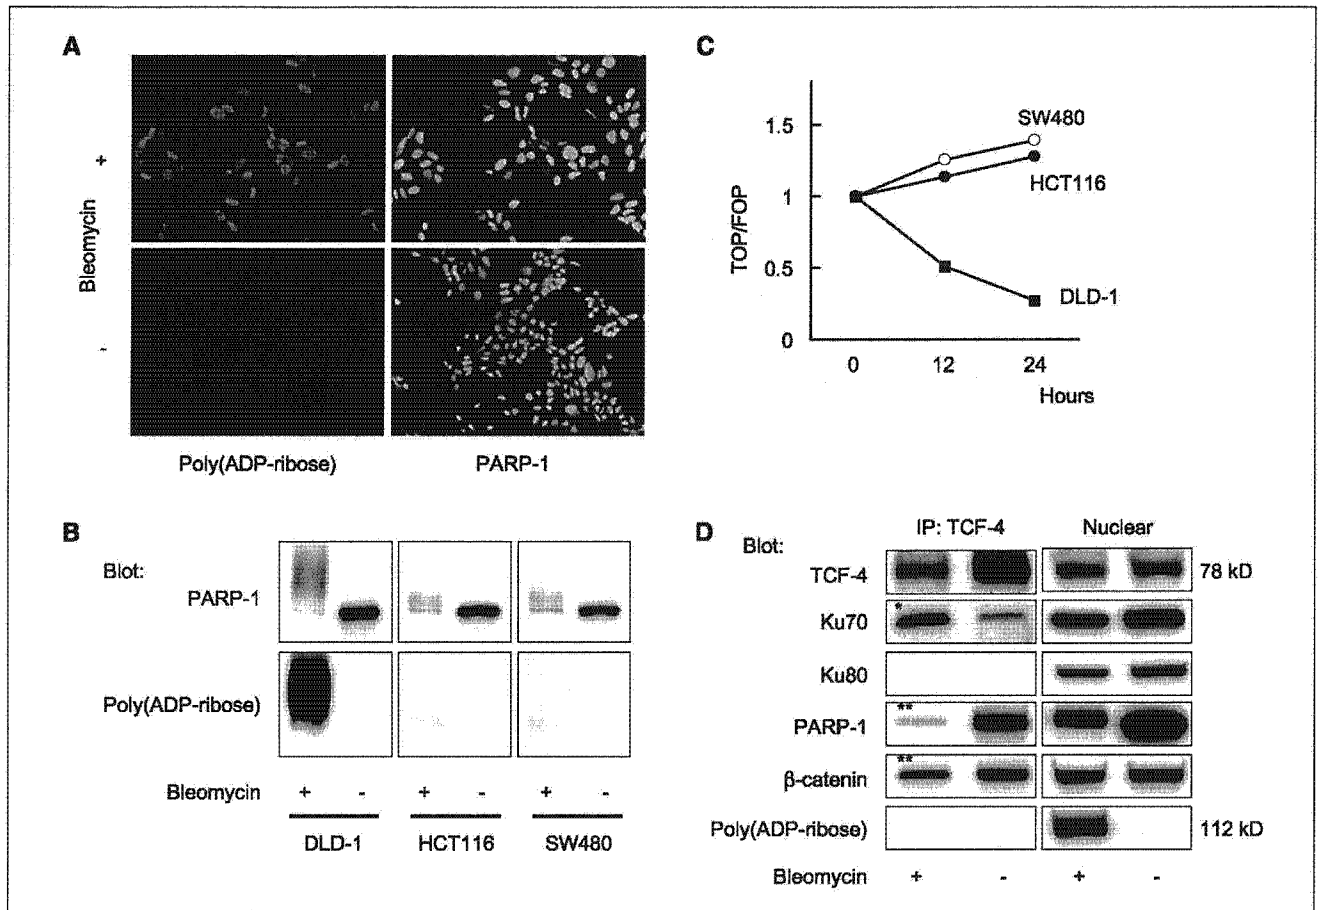 A
Bleomycin
+
-
Poly(ADP-ribose)
PARP-1
C
TOP/FOP
1.5
1
0.5
0
SW480
HCT116
DLD-1
0
12
24
Hours
B
Blot:
PARP-1
Poly(ADP-ribose)
Bleomycin
+
-
+
-
+
-
DLD-1
HCT116
SW480
D
Blot:
IP: TCF-4
Nuclear
TCF-4
78 kD
Ku70
*
Ku80
PARP-1
**
β-catenin
**
Poly(ADP-ribose)
112 kD
Bleomycin
+
-
+
-